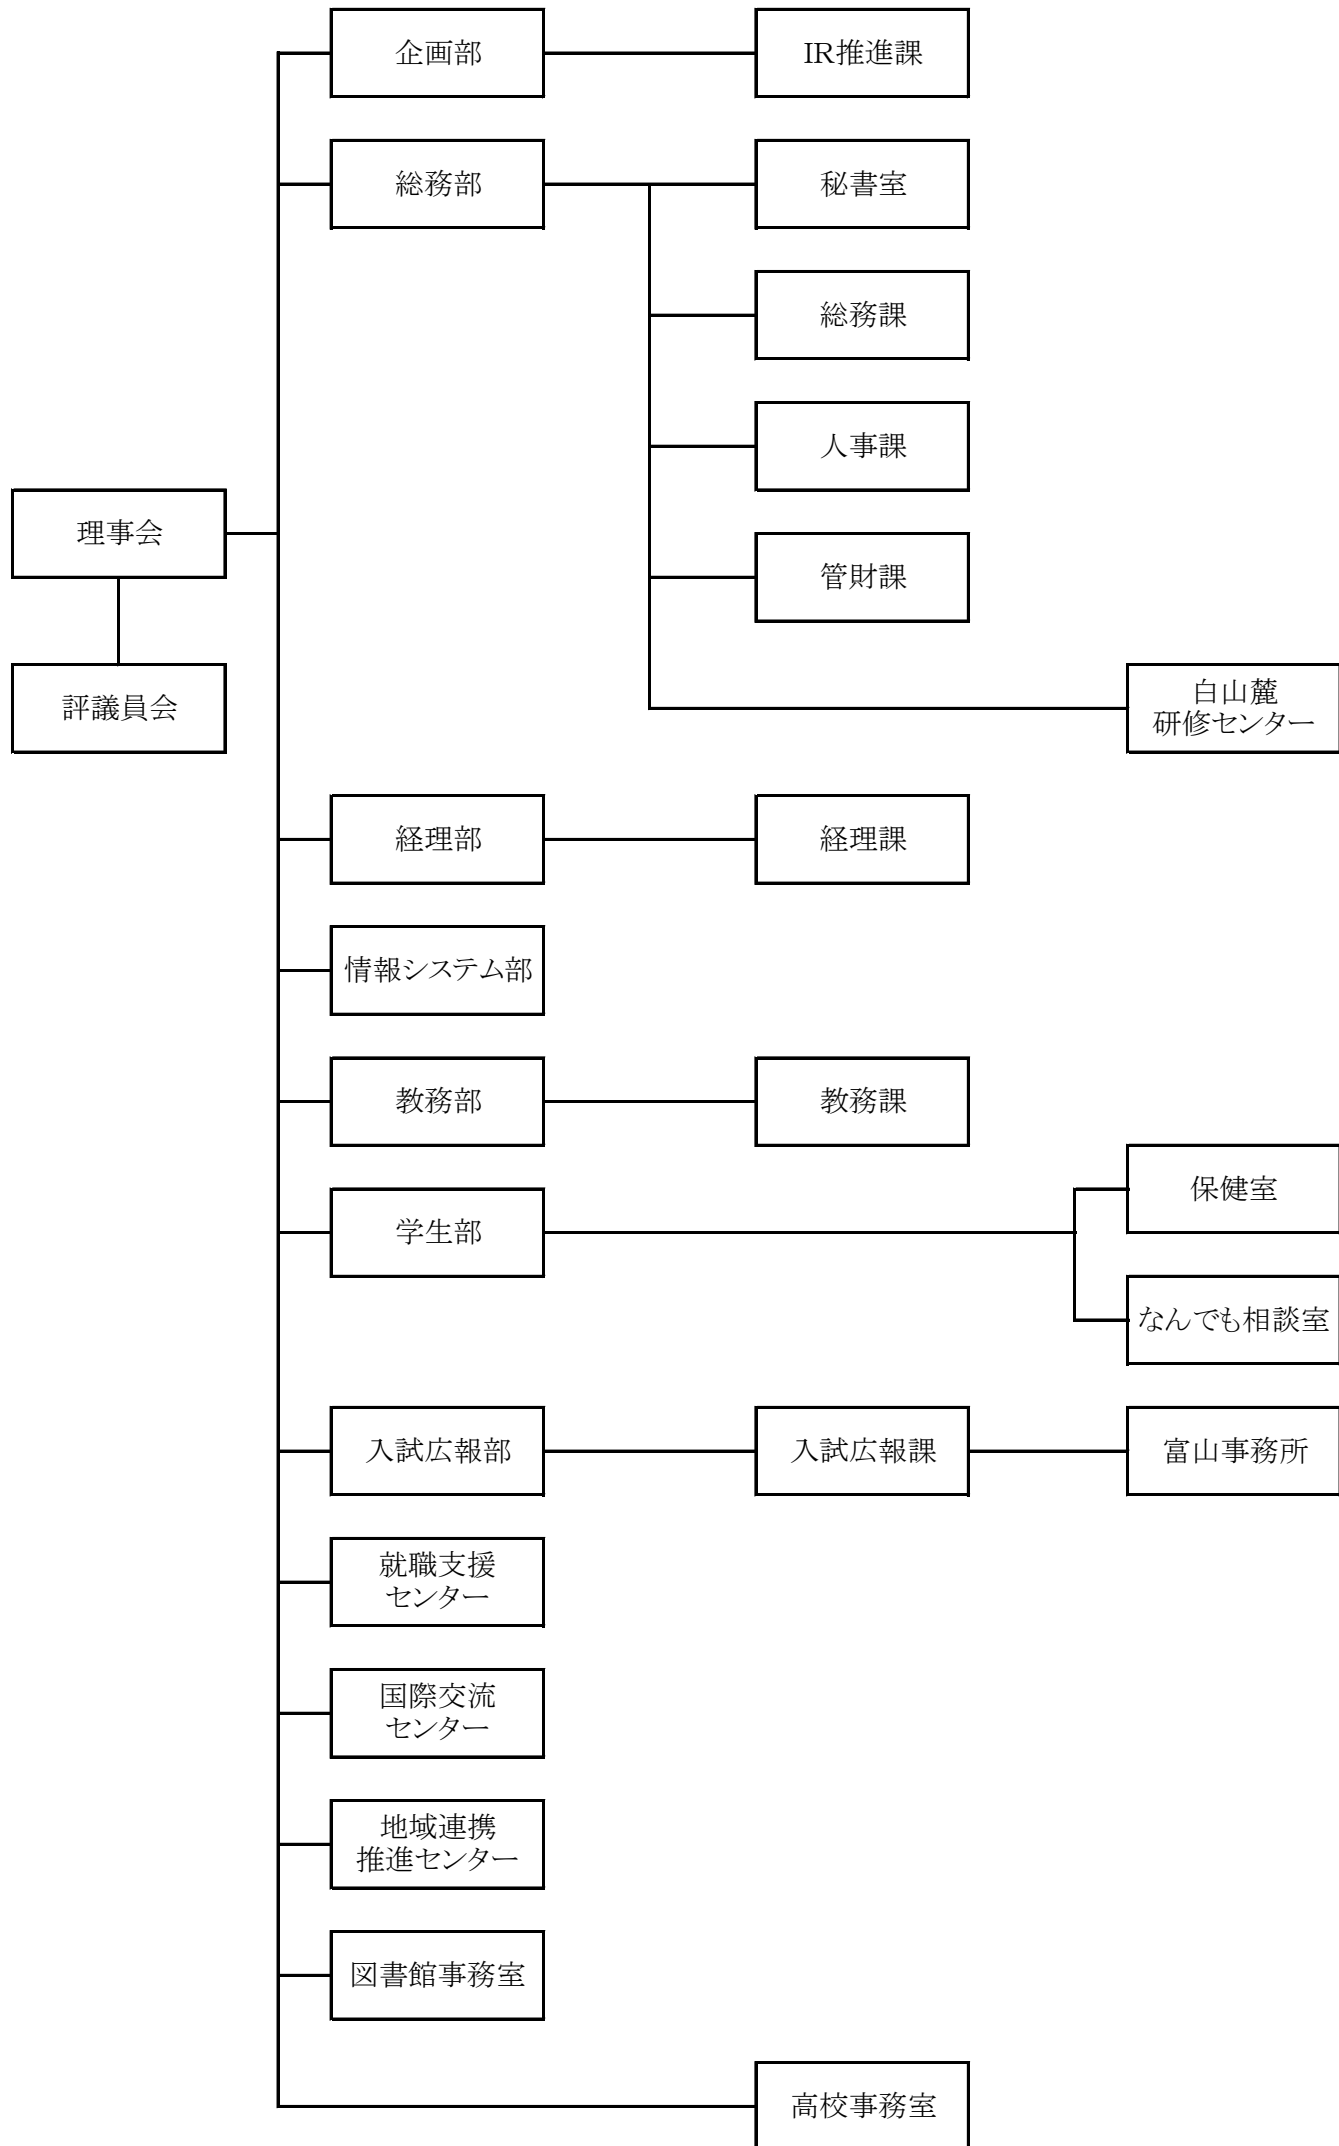 企画部
IR推進課
総務部
秘書室
総務課
人事課
理事会
管財課
評議員会
白山麓
研修センター
経理部
経理課
情報システム部
教務部
教務課
保健室
学生部
なんでも相談室
入試広報部
入試広報課
富山事務所
就職支援
センター
国際交流
センター
地域連携
推進センター
図書館事務室
高校事務室